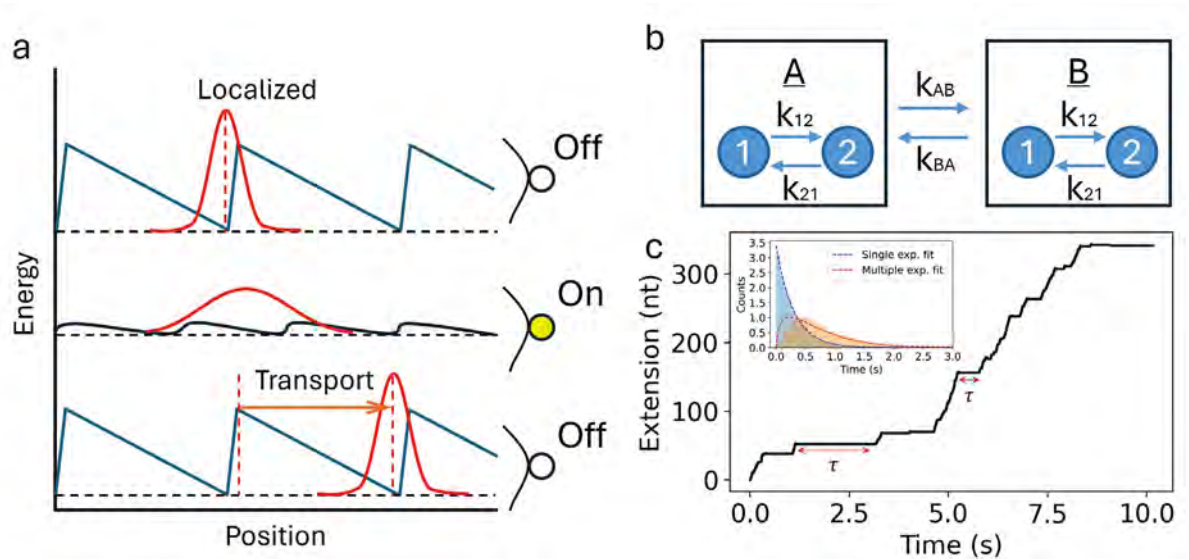 a
Localized
Off
On
Transport
Off
Energy
Position
b
A
k12
1
2
k21
kAB
kBA
B
k12
1
2
k21
c
3.5
3.0
2.5
2.0
1.5
1.0
0.5
0.0
Counts
Single exp. fit
Multiple exp. fit
0.0 0.5 1.0 1.5 2.0 2.5 3.0
Time (s)
300
200
100
0
Extension (nt)
τ
τ
0.0 2.5 5.0 7.5 10.0
Time (s)